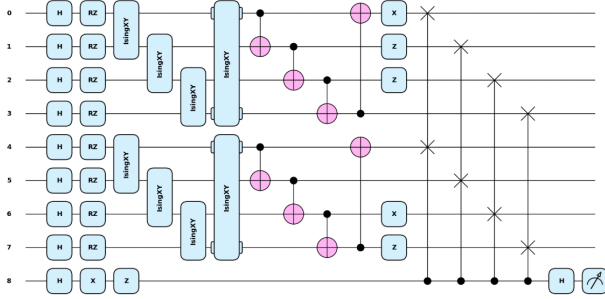 0 H RZ IsingXY IsingXY X
1 H RZ IsingXY Z
2 H RZ IsingXY Z
3 H RZ
4 H RZ IsingXY IsingXY
5 H RZ IsingXY
6 H RZ IsingXY X
7 H RZ Z
8 H X Z H